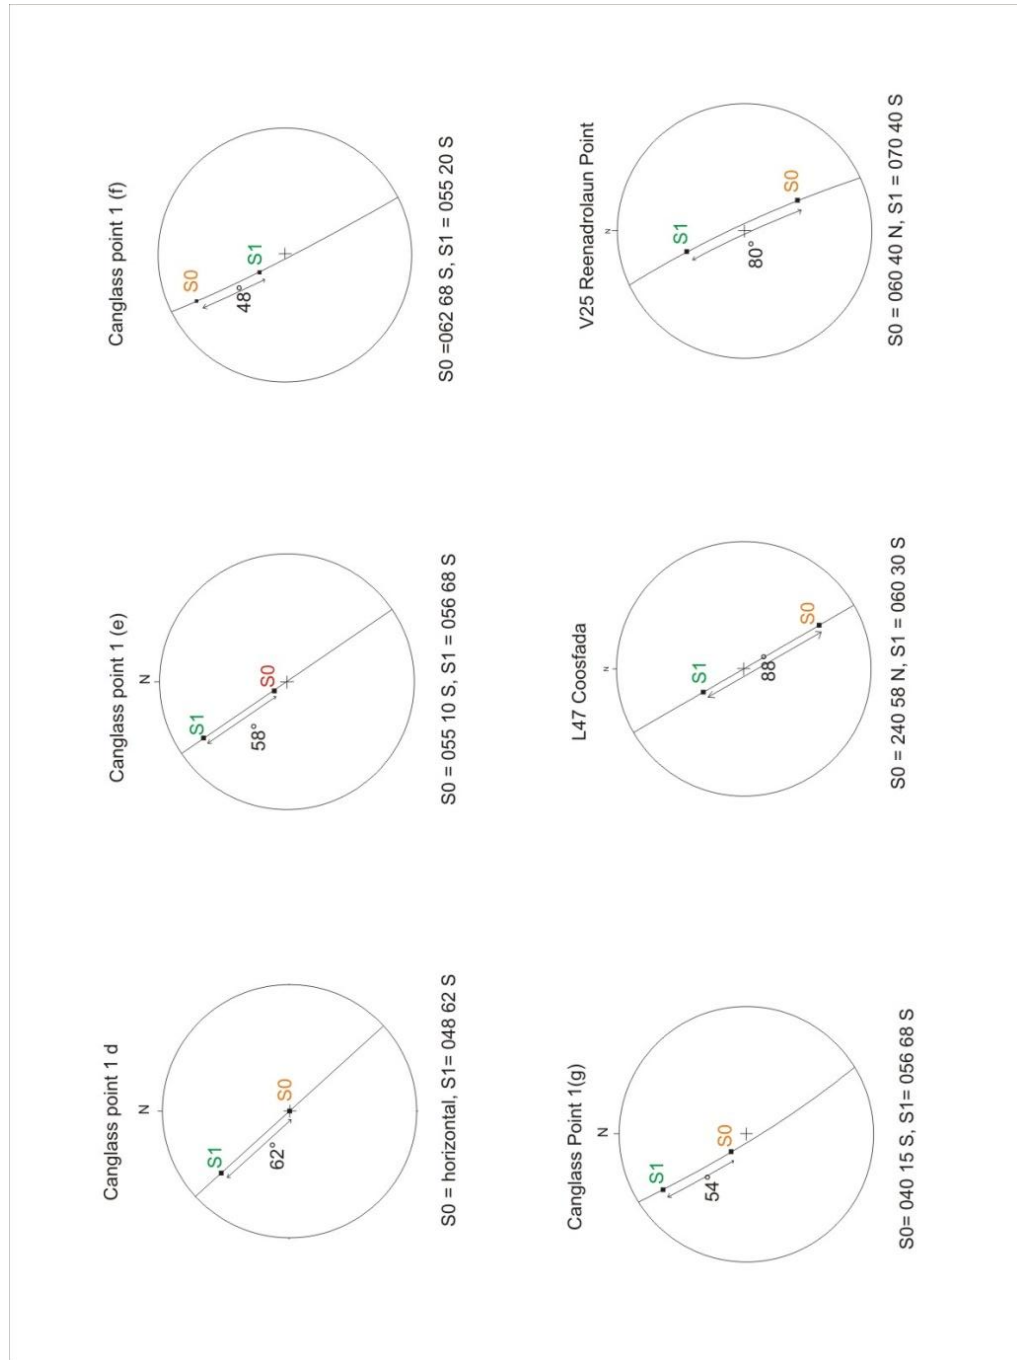 Canglass point 1 d
N
S1
S0
62°
S0 = horizontal, S1= 048 62 S
Canglass point 1 (e)
N
S1
S0
58°
S0 = 055 10 S, S1 = 056 68 S
Canglass point 1 (f)
S0
S1
48°
S0 =062 68 S, S1 = 055 20 S
Canglass Point 1(g)
N
S1
S0
54°
S0= 040 15 S, S1= 056 68 S
L47 Coosfada
N
S1
S0
88°
S0 = 240 58 N, S1 = 060 30 S
V25 Reenadrolaun Point
N
S1
S0
80°
S0 = 060 40 N, S1 = 070 40 S